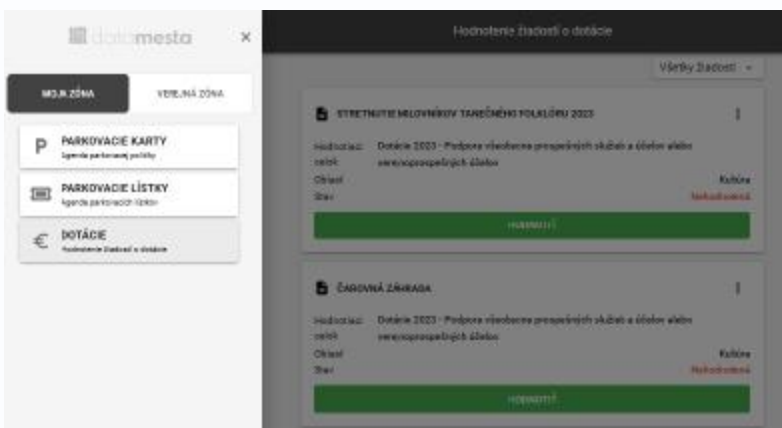 datamesta
×
MOJA ZÓNA
VEREJNÁ ZÓNA
P PARKOVACIE KARTY
Agenda parkovacej politiky
PARKOVACIE LÍSTKY
Agenda parkovacích lístkov
€ DOTÁCIE
Hodnotenie žiadostí o dotácie
Hodnotenie žiadostí o dotácie
Všetky žiadosti
STRETNUTIE MILOVNÍKOV TANEČNÉHO FOLKLÓRU 2023
Hodnotiaci Dotácie 2023 - Podpora všeobecne prospešných služieb a účelov alebo
celok verejnoprospešných účelov
Oblasť Kultúra
Stav Nehodnotená
HODNOTIŤ
ČAROVNÁ ZÁHRADA
Hodnotiaci Dotácie 2023 - Podpora všeobecne prospešných služieb a účelov alebo
celok verejnoprospešných účelov
Oblasť Kultúra
Stav Nehodnotená
HODNOTIŤ